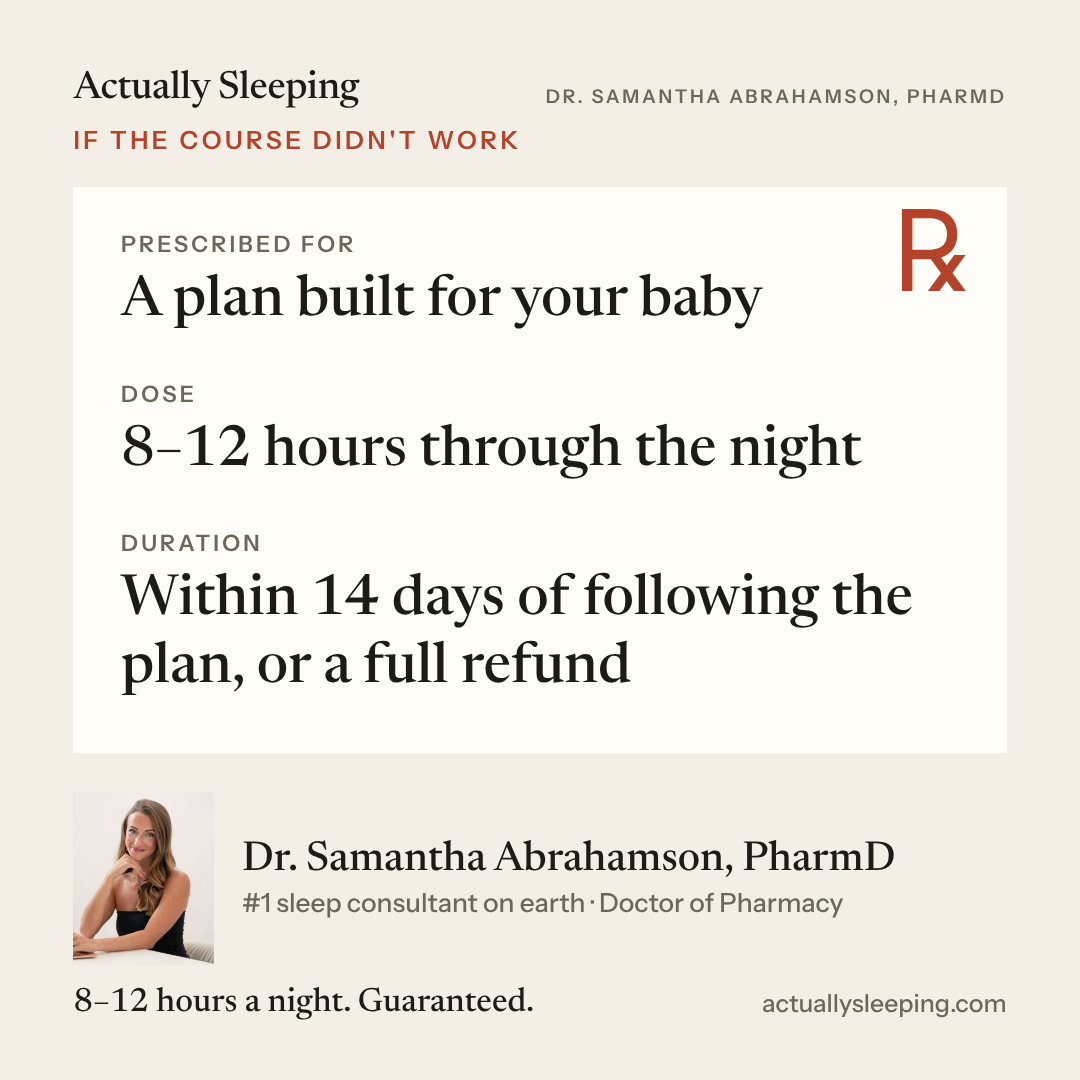 Actually Sleeping
DR. SAMANTHA ABRAHAMSON, PHARMD
IF THE COURSE DIDN'T WORK
Rx
PRESCRIBED FOR
A plan built for your baby
DOSE
8–12 hours through the night
DURATION
Within 14 days of following the
plan, or a full refund
Dr. Samantha Abrahamson, PharmD
#1 sleep consultant on earth · Doctor of Pharmacy
8–12 hours a night. Guaranteed.
actuallysleeping.com